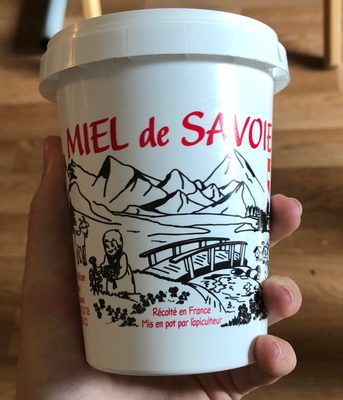 MIEL de SAVOIE
Récolté en France
Mis en pot par l'apiculteur